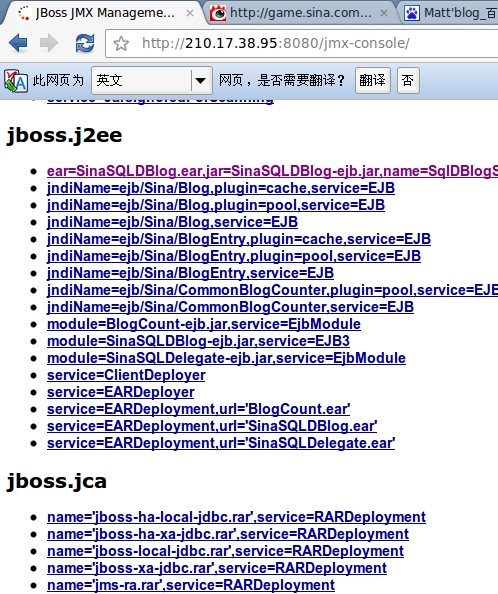 JBoss JMX Manageme...
http://game.sina.com...
Matt'blog_百
http://210.17.38.95:8080/jmx-console/
此网页为 英文 网页，是否需要翻译？ 翻译 否
jboss.j2ee
ear=SinaSQLDBlog.ear,jar=SinaSQLDBlog-ejb.jar,name=SqlDBlogS
jndiName=ejb/Sina/Blog,plugin=cache,service=EJB
jndiName=ejb/Sina/Blog,plugin=pool,service=EJB
jndiName=ejb/Sina/Blog,service=EJB
jndiName=ejb/Sina/BlogEntry,plugin=cache,service=EJB
jndiName=ejb/Sina/BlogEntry,plugin=pool,service=EJB
jndiName=ejb/Sina/BlogEntry,service=EJB
jndiName=ejb/Sina/CommonBlogCounter,plugin=pool,service=EJB
jndiName=ejb/Sina/CommonBlogCounter,service=EJB
module=BlogCount-ejb.jar,service=EjbModule
module=SinaSQLDBlog-ejb.jar,service=EJB3
module=SinaSQLDelegate-ejb.jar,service=EjbModule
service=ClientDeployer
service=EARDeployer
service=EARDeployment,url='BlogCount.ear'
service=EARDeployment,url='SinaSQLDBlog.ear'
service=EARDeployment,url='SinaSQLDelegate.ear'
jboss.jca
name='jboss-ha-local-jdbc.rar',service=RARDeployment
name='jboss-ha-xa-jdbc.rar',service=RARDeployment
name='jboss-local-jdbc.rar',service=RARDeployment
name='jboss-xa-jdbc.rar',service=RARDeployment
name='jms-ra.rar',service=RARDeployment